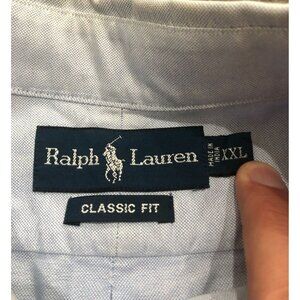 Ralph Lauren
MADE IN
INDIA
XXL
CLASSIC FIT